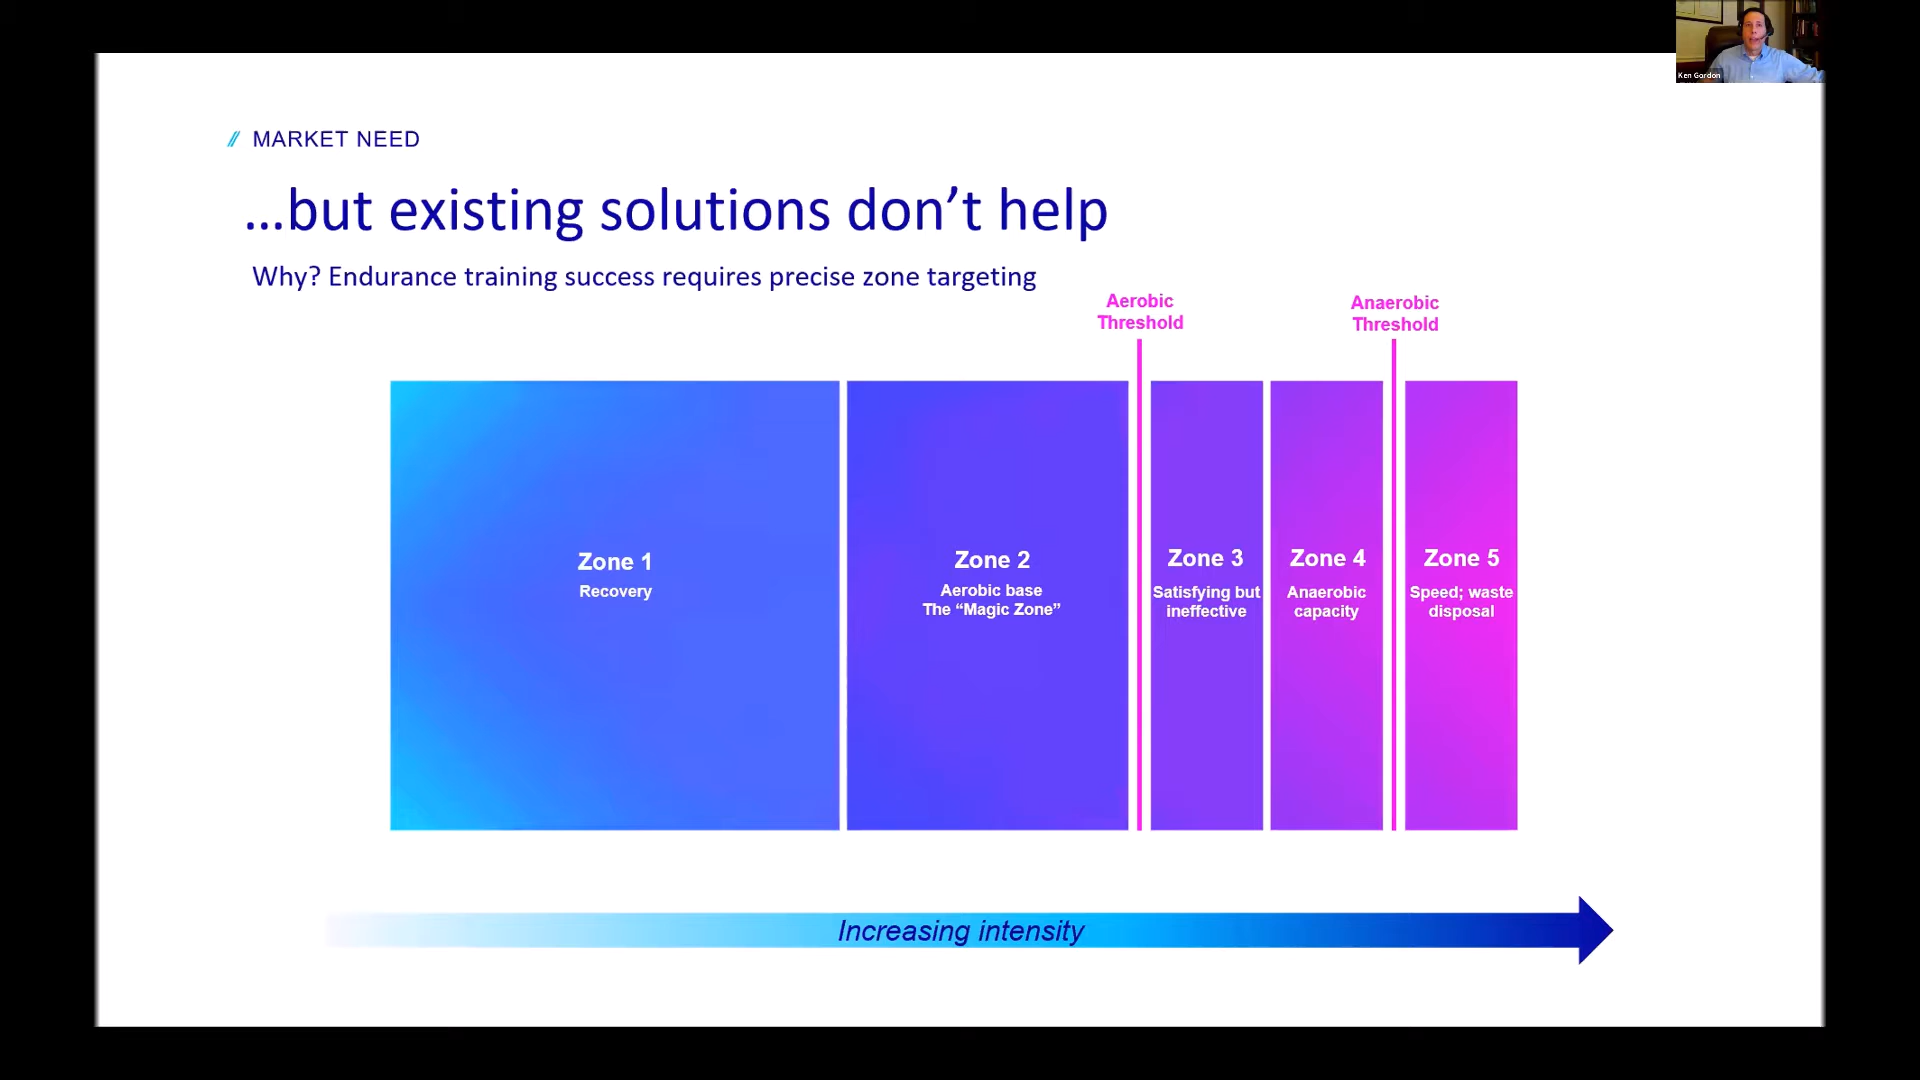 Ken Gordon
// MARKET NEED
...but existing solutions don’t help
Why? Endurance training success requires precise zone targeting
Aerobic
Threshold
Anaerobic
Threshold
Zone 1
Recovery
Zone 2
Aerobic base
The “Magic Zone”
Zone 3
Satisfying but
ineffective
Zone 4
Anaerobic
capacity
Zone 5
Speed; waste
disposal
Increasing intensity